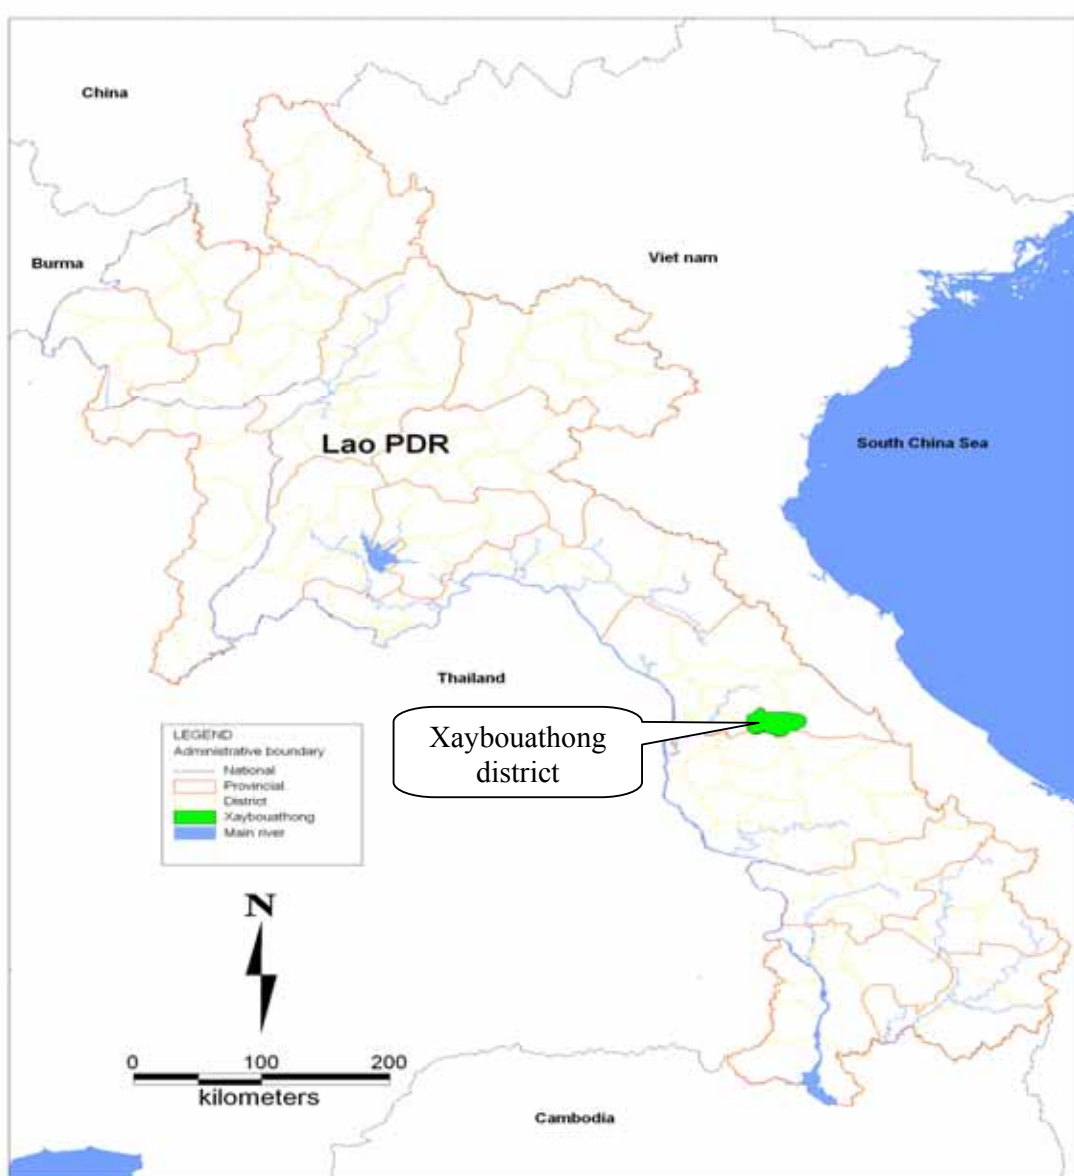 China
Burma
Viet nam
Lao PDR
South China Sea
Thailand
Xaybouathong
district
LEGEND
Administrative boundary
National
Provincial
District
Xaybouathong
Main river
N
0 100 200
kilometers
Cambodia